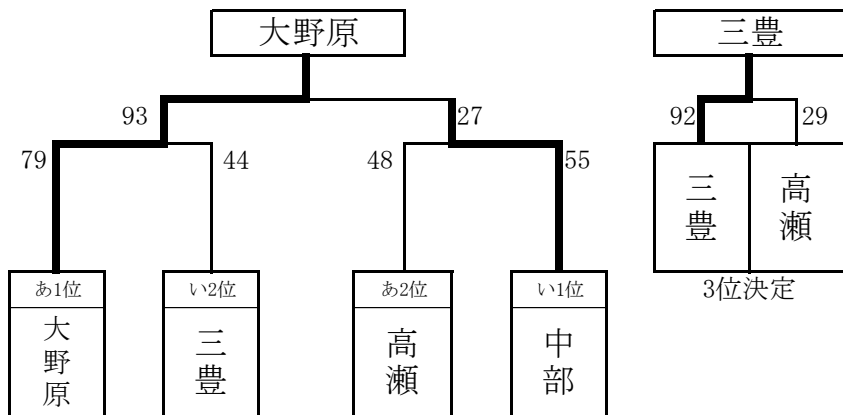 大野原
三豊
93
27
92
29
79
44
48
55
三豊
高瀬
あ1位
い2位
あ2位
い1位
3位決定
大野原
三豊
高瀬
中部